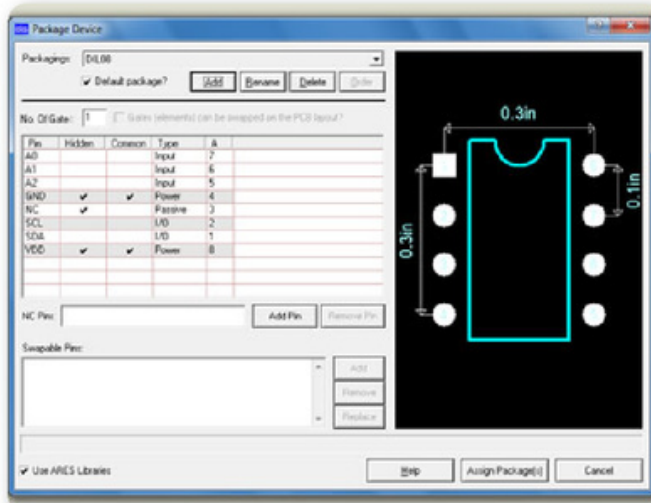 Package Device
Packagings: DIL08
Default package? Add Rename Delete Order
No. Of Gates: 1 Gates (elements) can be swapped on the PCB layout?
Pin Hidden Common Type A
A0 Input 7
A1 Input 6
A2 Input 5
GND Power 4
NC Passive 3
SCL I/O 2
SDA I/O 1
VDD Power 8
NC Pins: Add Pin Remove Pin
Swapable Pins:
Add
Remove
Replace
Use ARES Libraries
Help Assign Package(s) Cancel
0.3in
0.1in
0.3in